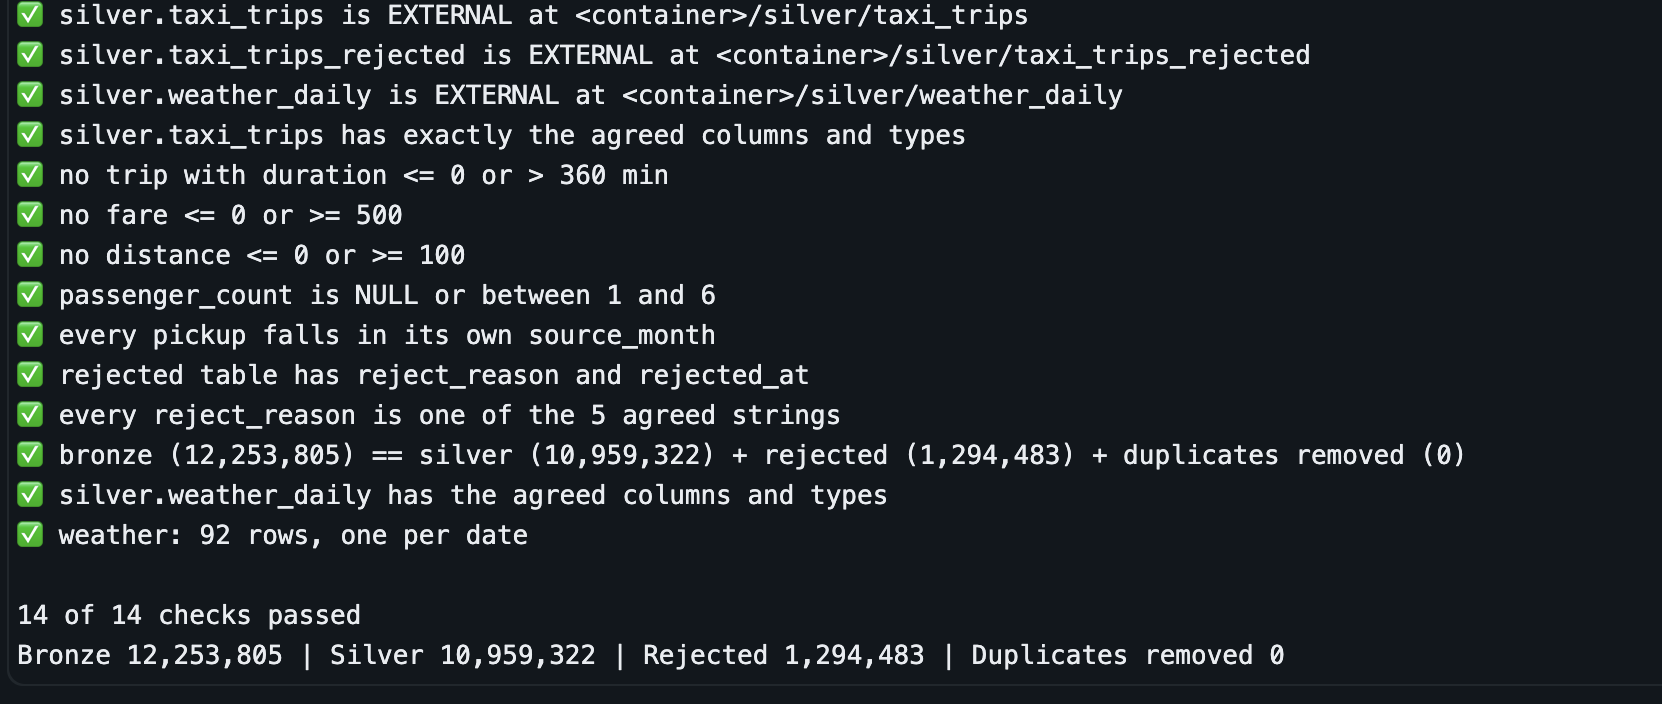 ✅ silver.taxi_trips is EXTERNAL at <container>/silver/taxi_trips
✅ silver.taxi_trips_rejected is EXTERNAL at <container>/silver/taxi_trips_rejected
✅ silver.weather_daily is EXTERNAL at <container>/silver/weather_daily
✅ silver.taxi_trips has exactly the agreed columns and types
✅ no trip with duration <= 0 or > 360 min
✅ no fare <= 0 or >= 500
✅ no distance <= 0 or >= 100
✅ passenger_count is NULL or between 1 and 6
✅ every pickup falls in its own source_month
✅ rejected table has reject_reason and rejected_at
✅ every reject_reason is one of the 5 agreed strings
✅ bronze (12,253,805) == silver (10,959,322) + rejected (1,294,483) + duplicates removed (0)
✅ silver.weather_daily has the agreed columns and types
✅ weather: 92 rows, one per date
14 of 14 checks passed
Bronze 12,253,805 | Silver 10,959,322 | Rejected 1,294,483 | Duplicates removed 0